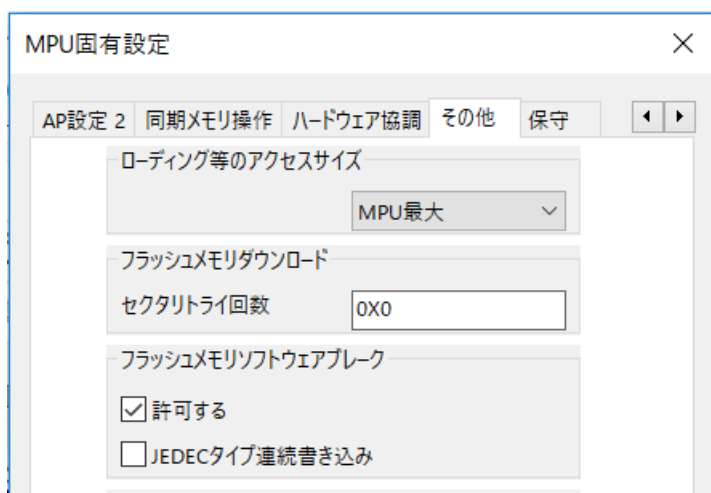 MPU固有設定
AP設定 2 同期メモリ操作 ハードウェア協調 その他 保守
ローディング等のアクセスサイズ
MPU最大
フラッシュメモリダウンロード
セクタリトライ回数 0X0
フラッシュメモリソフトウェアブレーク
許可する
JEDECタイプ連続書き込み